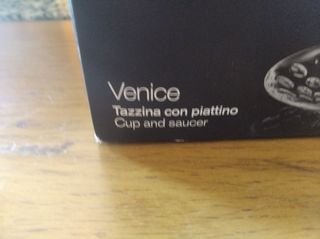 Venice
Tazzina con piattino
Cup and saucer